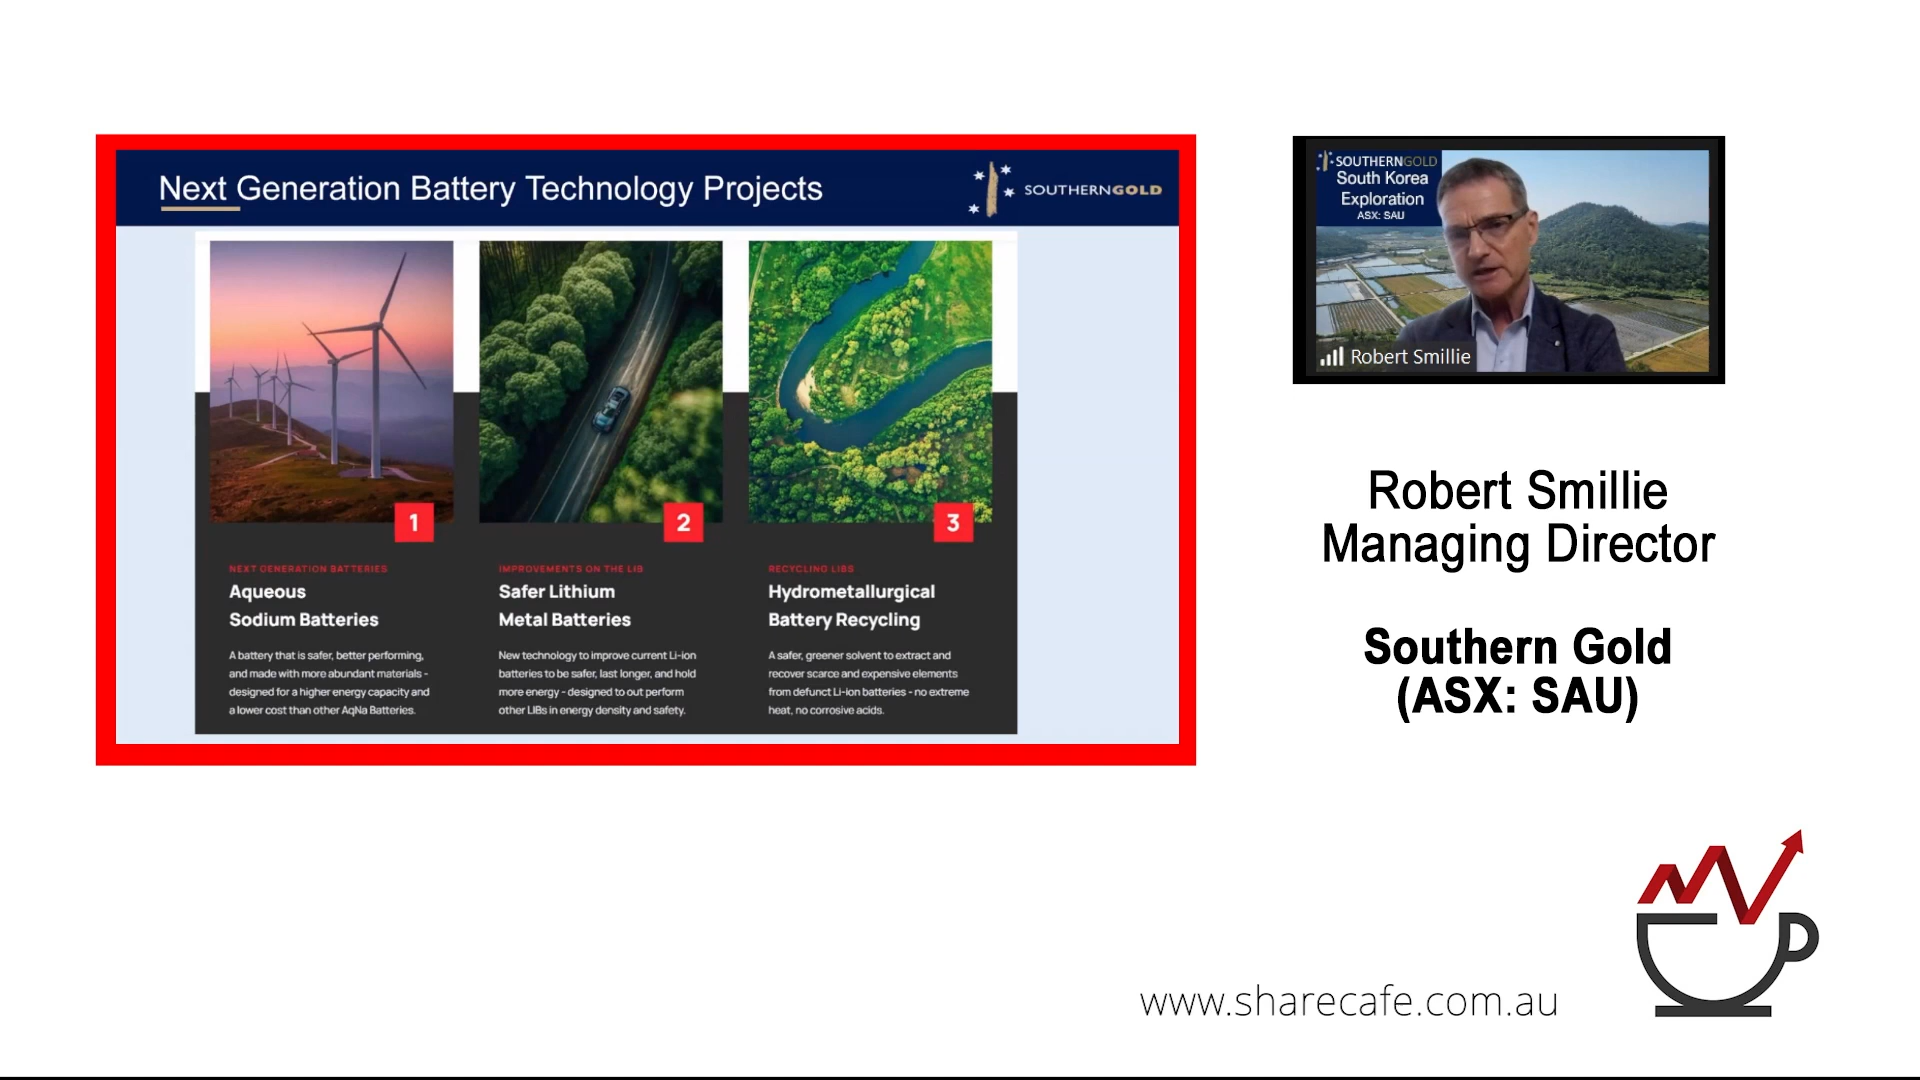 Next Generation Battery Technology Projects
SOUTHERNGOLD
1
2
3
NEXT GENERATION BATTERIES
Aqueous
Sodium Batteries
A battery that is safer, better performing,
and made with more abundant materials -
designed for a higher energy capacity and
a lower cost than other AqNa Batteries.
IMPROVEMENTS ON THE LIB
Safer Lithium
Metal Batteries
New technology to improve current Li-ion
batteries to be safer, last longer, and hold
more energy - designed to out perform
other LIBs in energy density and safety.
RECYCLING LIBS
Hydrometallurgical
Battery Recycling
A safer, greener solvent to extract and
recover scarce and expensive elements
from defunct Li-ion batteries - no extreme
heat, no corrosive acids.
SOUTHERNGOLD
South Korea
Exploration
ASX: SAU
Robert Smillie
Robert Smillie
Managing Director
Southern Gold
(ASX: SAU)
www.sharecafe.com.au